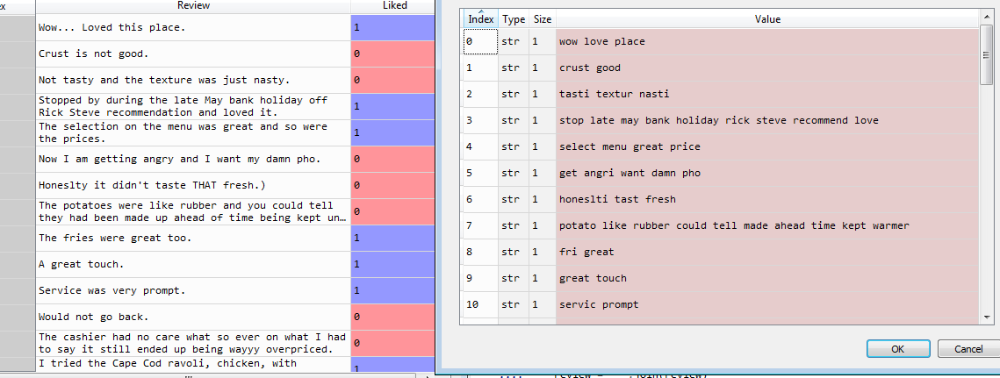 ex Review Liked
Wow... Loved this place. 1
Crust is not good. 0
Not tasty and the texture was just nasty. 0
Stopped by during the late May bank holiday off
Rick Steve recommendation and loved it. 1
The selection on the menu was great and so were
the prices. 1
Now I am getting angry and I want my damn pho. 0
Honeslty it didn't taste THAT fresh.) 0
The potatoes were like rubber and you could tell
they had been made up ahead of time being kept un... 0
The fries were great too. 1
A great touch. 1
Service was very prompt. 1
Would not go back. 0
The cashier had no care what so ever on what I had
to say it still ended up being wayyy overpriced. 0
I tried the Cape Cod ravoli, chicken, with 1
Index Type Size Value
0 str 1 wow love place
1 str 1 crust good
2 str 1 tasti textur nasti
3 str 1 stop late may bank holiday rick steve recommend love
4 str 1 select menu great price
5 str 1 get angri want damn pho
6 str 1 honeslti tast fresh
7 str 1 potato like rubber could tell made ahead time kept warmer
8 str 1 fri great
9 str 1 great touch
10 str 1 servic prompt
OK Cancel